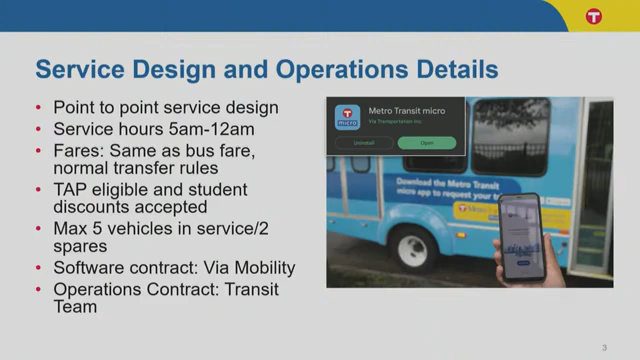 T
Service Design and Operations Details
• Point to point service design
• Service hours 5am-12am
• Fares: Same as bus fare,
normal transfer rules
• TAP eligible and student
discounts accepted
• Max 5 vehicles in service/2
spares
• Software contract: Via Mobility
• Operations Contract: Transit
Team
T
micro
Metro Transit micro
Via Transportation Inc.
Uninstall
Open
Download the Metro Transit
micro app to request your
3